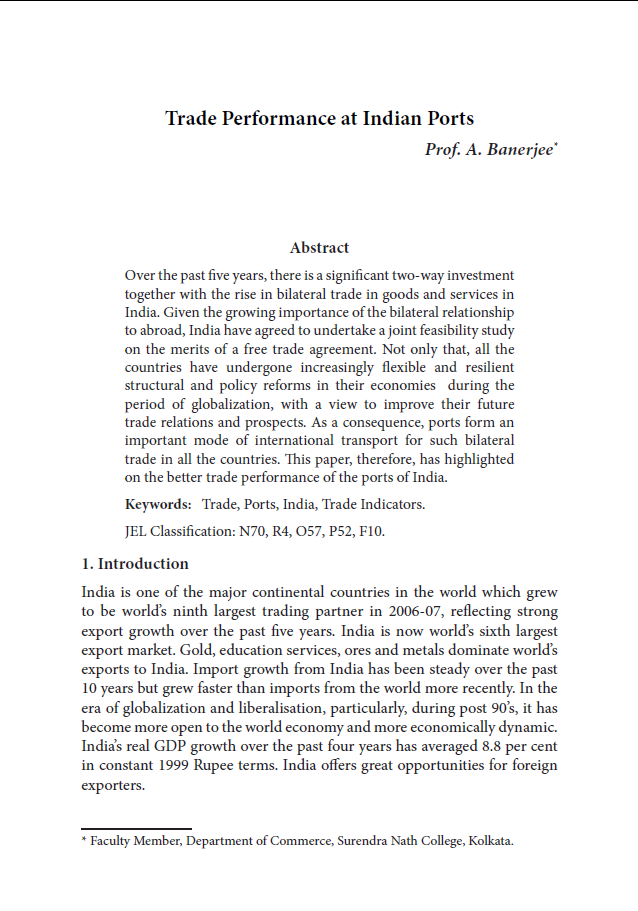 Trade Performance at Indian Ports
Prof. A. Banerjee*
Abstract
Over the past five years, there is a significant two-way investment
together with the rise in bilateral trade in goods and services in
India. Given the growing importance of the bilateral relationship
to abroad, India have agreed to undertake a joint feasibility study
on the merits of a free trade agreement. Not only that, all the
countries have undergone increasingly flexible and resilient
structural and policy reforms in their economies during the
period of globalization, with a view to improve their future
trade relations and prospects. As a consequence, ports form an
important mode of international transport for such bilateral
trade in all the countries. This paper, therefore, has highlighted
on the better trade performance of the ports of India.
Keywords: Trade, Ports, India, Trade Indicators.
JEL Classification: N70, R4, O57, P52, F10.
1. Introduction
India is one of the major continental countries in the world which grew
to be world's ninth largest trading partner in 2006-07, reflecting strong
export growth over the past five years. India is now world's sixth largest
export market. Gold, education services, ores and metals dominate world's
exports to India. Import growth from India has been steady over the past
10 years but grew faster than imports from the world more recently. In the
era of globalization and liberalisation, particularly, during post 90's, it has
become more open to the world economy and more economically dynamic.
India's real GDP growth over the past four years has averaged 8.8 per cent
in constant 1999 Rupee terms. India offers great opportunities for foreign
exporters.
* Faculty Member, Department of Commerce, Surendra Nath College, Kolkata.